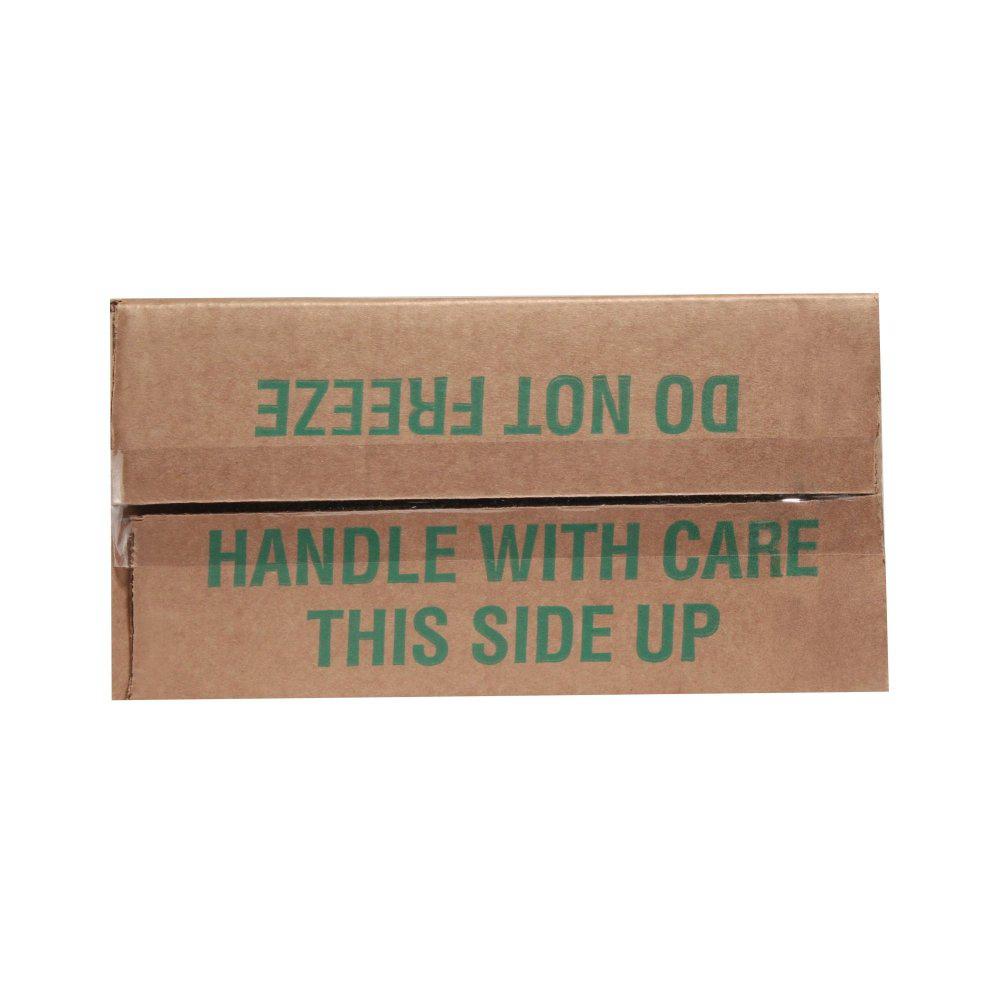 DO NOT FREEZE
HANDLE WITH CARE
THIS SIDE UP